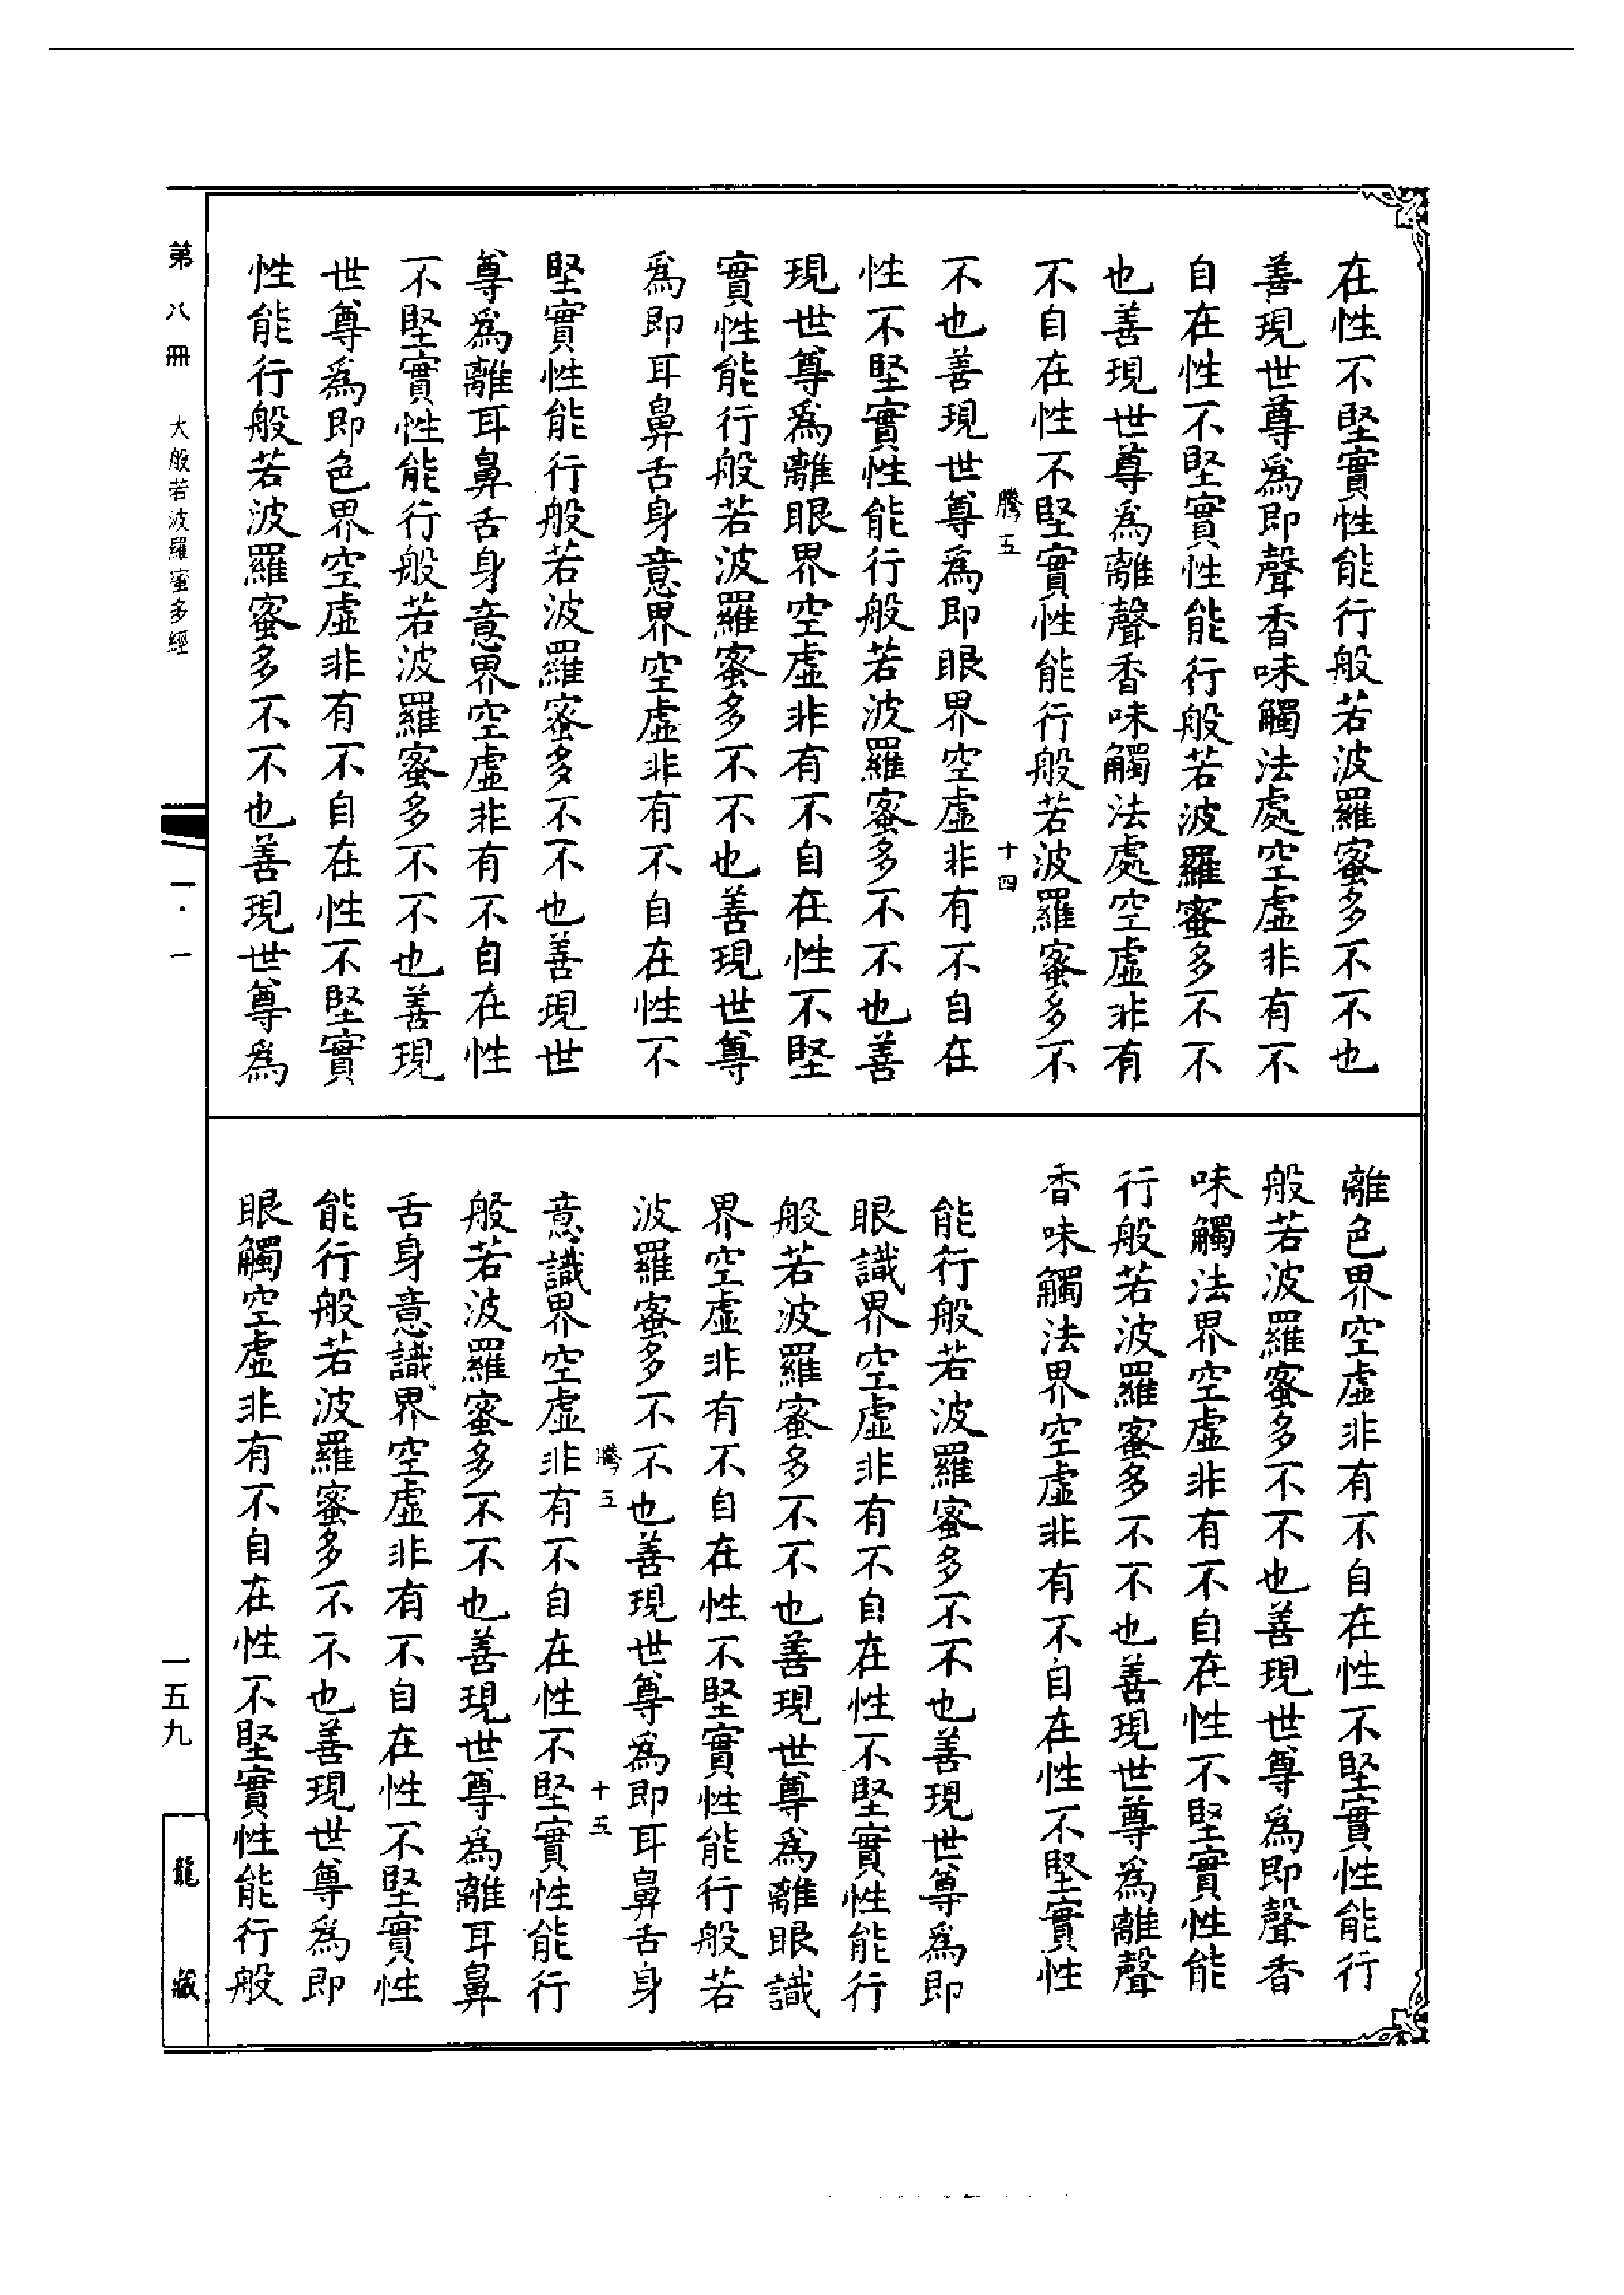 在性不堅實性能行般若波羅蜜多不不也
善現世尊爲即聲香味觸法處空虛非有不
自在性不堅實性能行般若波羅蜜多不不
也善現世尊爲離聲香味觸法處空虛非有
不自在性不堅實性能行般若波羅蜜多不
騰五 十四
不也善現世尊爲即眼界空虛非有不自在
性不堅實性能行般若波羅蜜多不不也善
現世尊爲離眼界空虛非有不自在性不堅
實性能行般若波羅蜜多不不也善現世尊
爲即耳鼻舌身意界空虛非有不自在性不
堅實性能行般若波羅蜜多不不也善現世
尊爲離耳鼻舌身意界空虛非有不自在性
不堅實性能行般若波羅蜜多不不也善現
世尊爲即色界空虛非有不自在性不堅實
性能行般若波羅蜜多不不也善現世尊爲
離色界空虛非有不自在性不堅實性能行
般若波羅蜜多不不也善現世尊爲即聲香
味觸法界空虛非有不自在性不堅實性能
行般若波羅蜜多不不也善現世尊爲離聲
香味觸法界空虛非有不自在性不堅實性
能行般若波羅蜜多不不也善現世尊爲即
眼識界空虛非有不自在性不堅實性能行
般若波羅蜜多不不也善現世尊爲離眼識
界空虛非有不自在性不堅實性能行般若
波羅蜜多不不也善現世尊爲即耳鼻舌身
騰五 十五
意識界空虛非有不自在性不堅實性能行
般若波羅蜜多不不也善現世尊爲離耳鼻
舌身意識界空虛非有不自在性不堅實性
能行般若波羅蜜多不不也善現世尊爲即
眼觸空虛非有不自在性不堅實性能行般
第八冊 大般若波羅蜜多經 一·一 一五九 龍藏